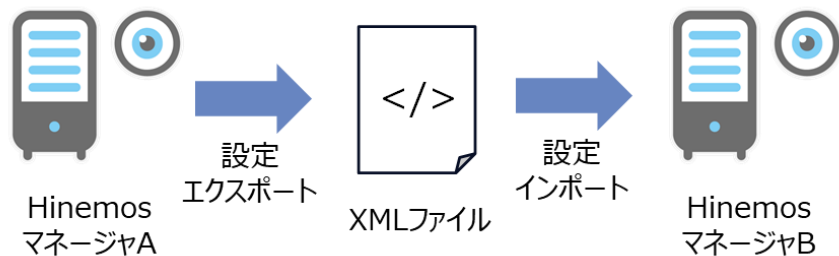 Hinemos
マネージャA
設定
エクスポート
</>
XMLファイル
設定
インポート
Hinemos
マネージャB